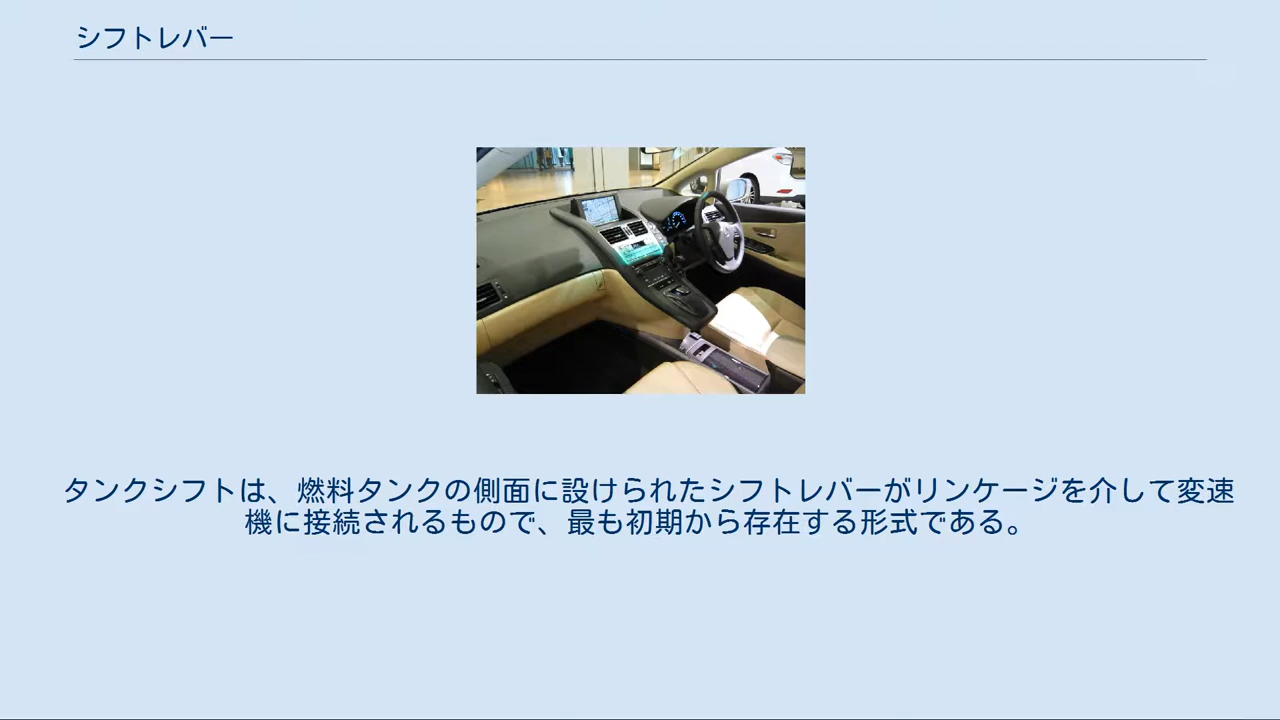 シフトレバー
タンクシフトは、燃料タンクの側面に設けられたシフトレバーがリンケージを介して変速
機に接続されるもので、最も初期から存在する形式である。